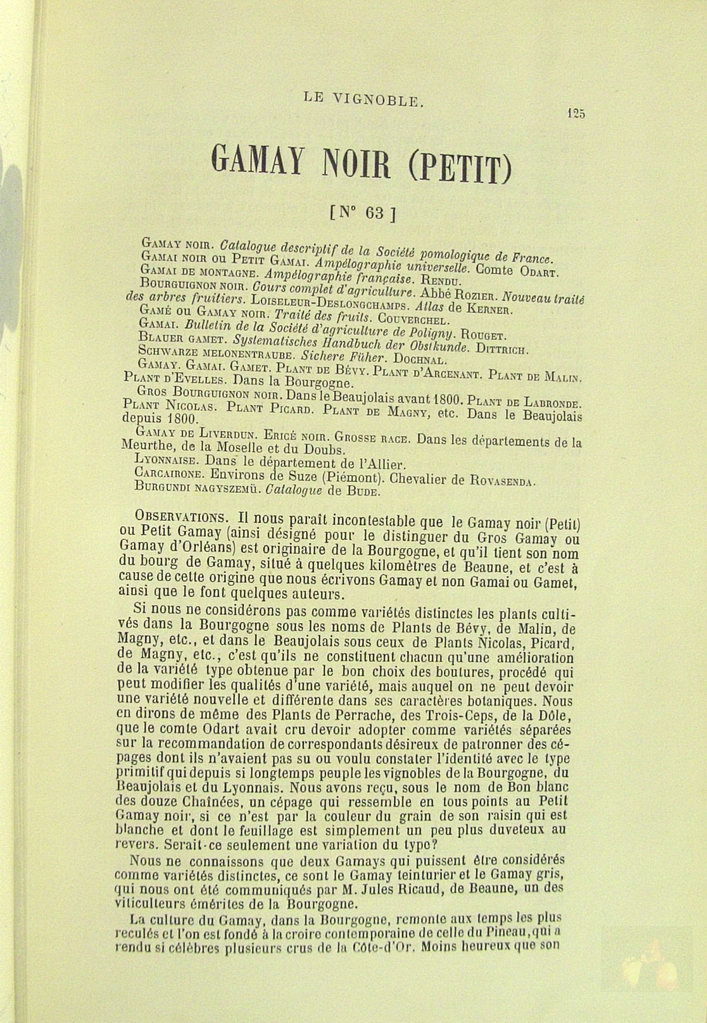 LE VIGNOBLE.
125
GAMAY NOIR (PETIT)
[N° 63]
GAMAY NOIR. Catalogue descriptif de la Société pomologique de France.
GAMAI NOIR OU PETIT GAMAI. Ampélographie universelle. Comte ODART.
GAMAI DE MONTAGNE. Ampélographie française. RENDU.
BOURGUIGNON NOIR. Cours complet d'agriculture. Abbé ROZIER. Nouveau traité
des arbres fruitiers. LOISELEUR-DESLONGCHAMPS. Atlas de KERNER.
GAMÉ OU GAMAY NOIR. Traité des fruits. COUVERCHEL.
GAMAI. Bulletin de la Société d'agriculture de Poligny. ROUGET.
BLAUER GAMET. Systematisches Handbuch der Obstkunde. DITTRICH.
SCHWARZE MELONENTRAUBE. Sichere Füher. DOCHNAL.
GAMAY. GAMAI. GAMET. PLANT DE BÉVY. PLANT D'ARCENANT. PLANT DE MALIN.
PLANT D'EVELLES. Dans la Bourgogne.
GROS BOURGUIGNON NOIR. Dans le Beaujolais avant 1800. PLANT DE LABRONDE.
PLANT NICOLAS. PLANT PICARD. PLANT DE MAGNY, etc. Dans le Beaujolais
depuis 1800.
GAMAY DE LIVERDUN. ERICÉ NOIR. GROSSE RACE. Dans les départements de la
Meurthe, de la Moselle et du Doubs.
LYONNAISE. Dans le département de l'Allier.
CARCAIRONE. Environs de Suze (Piémont). Chevalier de ROVASENDA.
BURGUNDI NAGYSZEMÜ. Catalogue de BUDE.
OBSERVATIONS. Il nous paraît incontestable que le Gamay noir (Petit)
ou Petit Gamay (ainsi désigné pour le distinguer du Gros Gamay ou
Gamay d'Orléans) est originaire de la Bourgogne, et qu'il tient son nom
du bourg de Gamay, situé à quelques kilomètres de Beaune, et c'est à
cause de cette origine que nous écrivons Gamay et non Gamai ou Gamet,
ainsi que le font quelques auteurs.
Si nous ne considérons pas comme variétés distinctes les plants culti-
vés dans la Bourgogne sous les noms de Plants de Bévy, de Malin, de
Magny, etc., et dans le Beaujolais sous ceux de Plants Nicolas, Picard,
de Magny, etc., c'est qu'ils ne constituent chacun qu'une amélioration
de la variété type obtenue par le bon choix des boutures, procédé qui
peut modifier les qualités d'une variété, mais auquel on ne peut devoir
une variété nouvelle et différente dans ses caractères botaniques. Nous
en dirons de même des Plants de Perrache, des Trois-Ceps, de la Dôle,
que le comte Odart avait cru devoir adopter comme variétés séparées
sur la recommandation de correspondants désireux de patronner des cé-
pages dont ils n'avaient pas su ou voulu constater l'identité avec le type
primitif qui depuis si longtemps peuple les vignobles de la Bourgogne, du
Beaujolais et du Lyonnais. Nous avons reçu, sous le nom de Bon blanc
des douze Chaînées, un cépage qui ressemble en tous points au Petit
Gamay noir, si ce n'est par la couleur du grain de son raisin qui est
blanche et dont le feuillage est simplement un peu plus duveteux au
revers. Serait-ce seulement une variation du type?
Nous ne connaissons que deux Gamays qui puissent être considérés
comme variétés distinctes, ce sont le Gamay teinturier et le Gamay gris,
qui nous ont été communiqués par M. Jules Ricaud, de Beaune, un des
viticulteurs émérites de la Bourgogne.
La culture du Gamay, dans la Bourgogne, remonte aux temps les plus
reculés et l'on est fondé à la croire contemporaine de celle du Pineau, qui a
rendu si célèbres plusieurs crus de la Côte-d'Or. Moins heureux que son